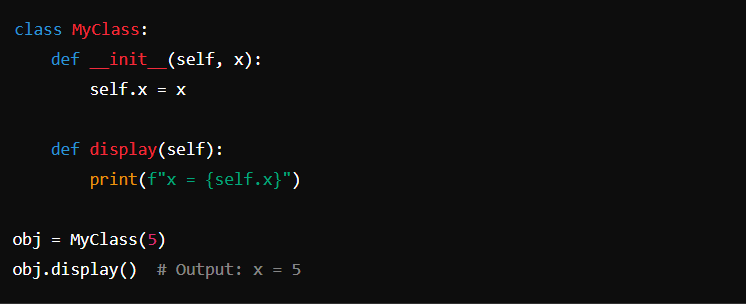 class MyClass:
    def __init__(self, x):
        self.x = x

    def display(self):
        print(f"x = {self.x}")

obj = MyClass(5)
obj.display()  # Output: x = 5